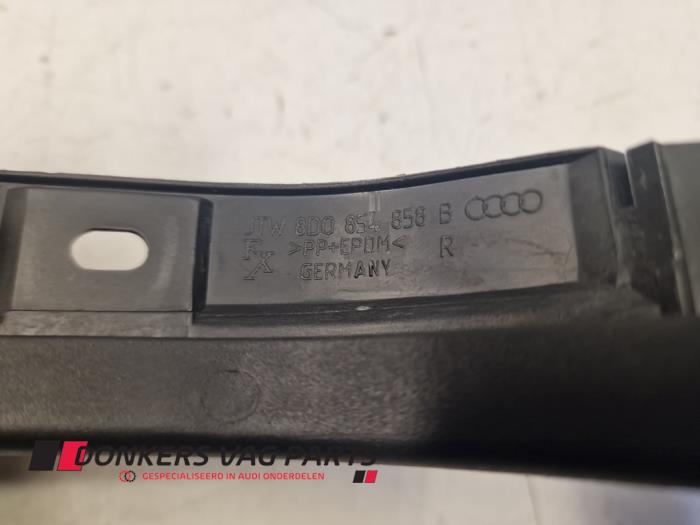 JTW 8D0 854 858 B
>PP+EPDM< R
GERMANY
DONKERS VAG PARTS
GESPECIALISEERD IN AUDI ONDERDELEN